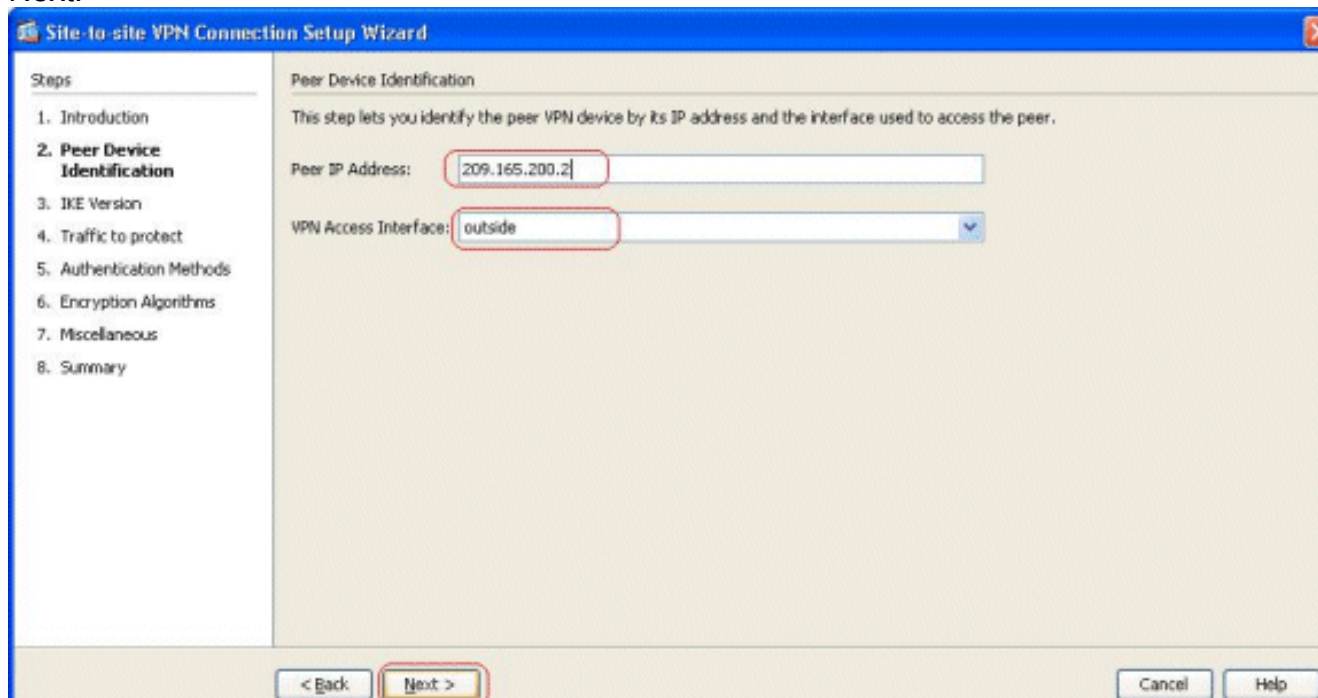 Site-to-site VPN Connection Setup Wizard
Steps
1. Introduction
2. Peer Device
Identification
3. IKE Version
4. Traffic to protect
5. Authentication Methods
6. Encryption Algorithms
7. Miscellaneous
8. Summary
Peer Device Identification
This step lets you identify the peer VPN device by its IP address and the interface used to access the peer.
Peer IP Address: 209.165.200.2
VPN Access Interface: outside
< Back Next > Cancel Help